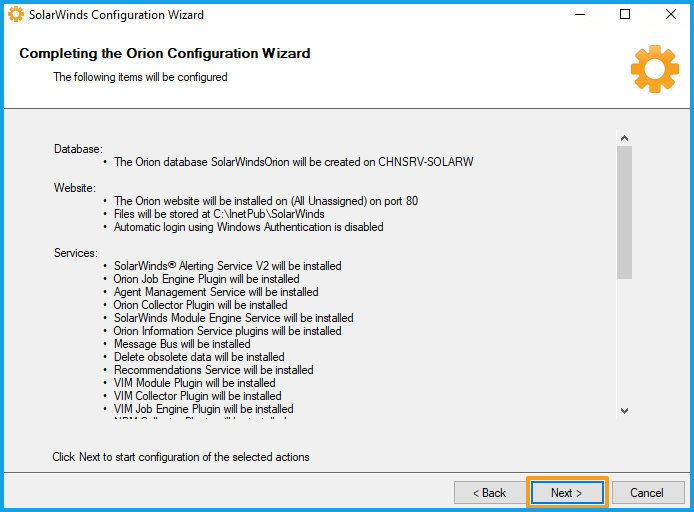 SolarWinds Configuration Wizard
Completing the Orion Configuration Wizard
The following items will be configured
Database:
• The Orion database SolarWindsOrion will be created on CHNSRV-SOLARW
Website:
• The Orion website will be installed on (All Unassigned) on port 80
• Files will be stored at C:\InetPub\SolarWinds
• Automatic login using Windows Authentication is disabled
Services:
• SolarWinds® Alerting Service V2 will be installed
• Orion Job Engine Plugin will be installed
• Agent Management Service will be installed
• Orion Collector Plugin will be installed
• SolarWinds Module Engine Service will be installed
• Orion Information Service plugins will be installed
• Message Bus will be installed
• Delete obsolete data will be installed
• Recommendations Service will be installed
• VIM Module Plugin will be installed
• VIM Collector Plugin will be installed
• VIM Job Engine Plugin will be installed
Click Next to start configuration of the selected actions
< Back Next > Cancel